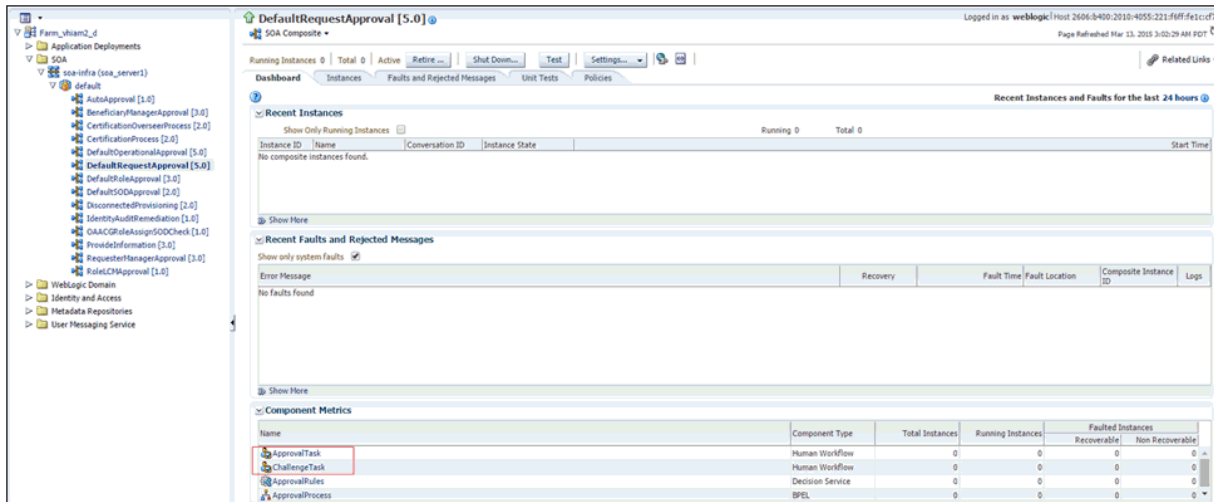 Farm_vhiam2_d
Application Deployments
SOA
soa-infra (soa_server1)
default
AutoApproval [1.0]
BeneficiaryManagerApproval [3.0]
CertificationOverseerProcess [2.0]
CertificationProcess [2.0]
DefaultOperationalApproval [5.0]
DefaultRequestApproval [5.0]
DefaultRoleApproval [3.0]
DefaultSODApproval [2.0]
DisconnectedProvisioning [2.0]
IdentityAuditRemediation [1.0]
OAACGRoleAssignSODCheck [1.0]
ProvideInformation [3.0]
RequesterManagerApproval [3.0]
RoleLCMApproval [1.0]
WebLogic Domain
Identity and Access
Metadata Repositories
User Messaging Service
DefaultRequestApproval [5.0]
Logged in as weblogic Host 2606:b400:2010:4055:221:f6ff:fe1c:cf7
SOA Composite
Page Refreshed Mar 13, 2015 3:02:29 AM PDT
Running Instances 0 Total 0 Active Retire ... Shut Down... Test Settings... Related Links
Dashboard Instances Faults and Rejected Messages Unit Tests Policies
Recent Instances and Faults for the last 24 hours
Recent Instances
Show Only Running Instances Running 0 Total 0
Instance ID Name Conversation ID Instance State Start Time
No composite instances found.
Show More
Recent Faults and Rejected Messages
Show only system faults
Error Message Recovery Fault Time Fault Location Composite Instance ID Logs
No faults found
Show More
Component Metrics
Name Component Type Total Instances Running Instances Faulted Instances
Recoverable Non Recoverable
ApprovalTask Human Workflow 0 0 0 0
ChallengeTask Human Workflow 0 0 0 0
ApprovalRules Decision Service 0 0 0 0
ApprovalProcess BPEL 0 0 0 0